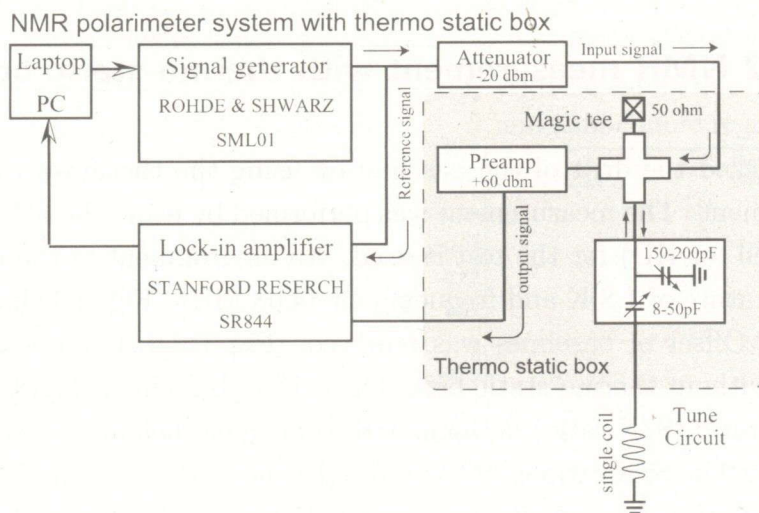 NMR polarimeter system with thermo static box
Laptop
PC
Signal generator
ROHDE & SHWARZ
SML01
Attenuator
-20 dbm
Input signal
Reference signal
Magic tee
50 ohm
Preamp
+60 dbm
output signal
Lock-in amplifier
STANFORD RESERCH
SR844
150-200pF
8-50pF
Thermo static box
single coil
Tune
Circuit